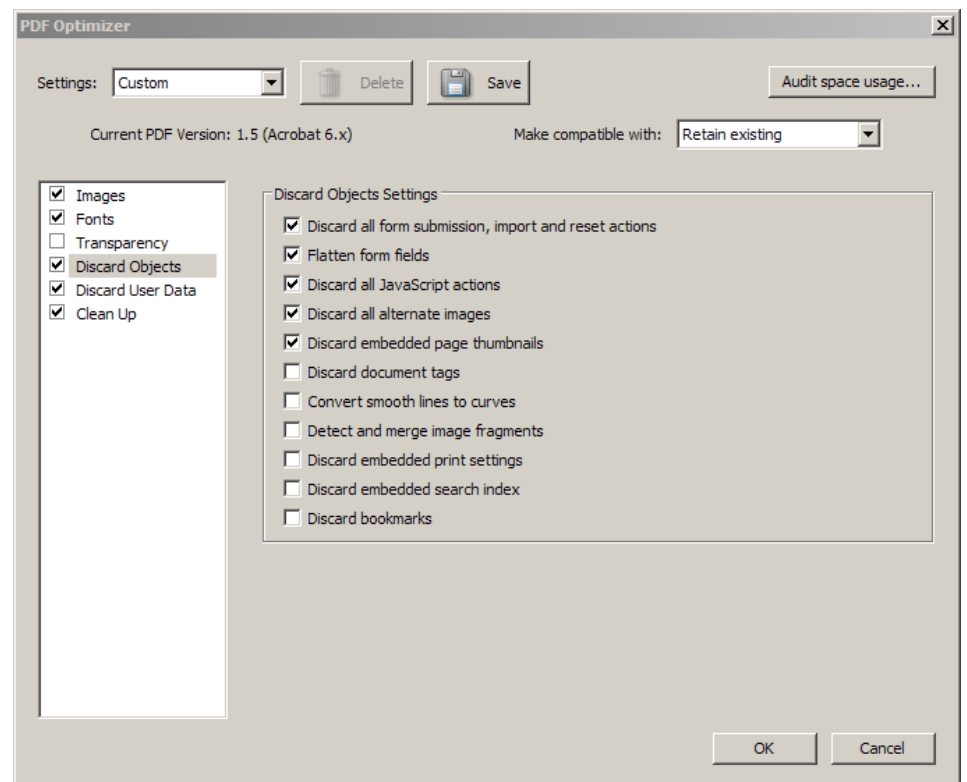 PDF Optimizer
Settings: Custom Delete Save Audit space usage...
Current PDF Version: 1.5 (Acrobat 6.x) Make compatible with: Retain existing
Images
Fonts
Transparency
Discard Objects
Discard User Data
Clean Up
Discard Objects Settings
Discard all form submission, import and reset actions
Flatten form fields
Discard all JavaScript actions
Discard all alternate images
Discard embedded page thumbnails
Discard document tags
Convert smooth lines to curves
Detect and merge image fragments
Discard embedded print settings
Discard embedded search index
Discard bookmarks
OK Cancel